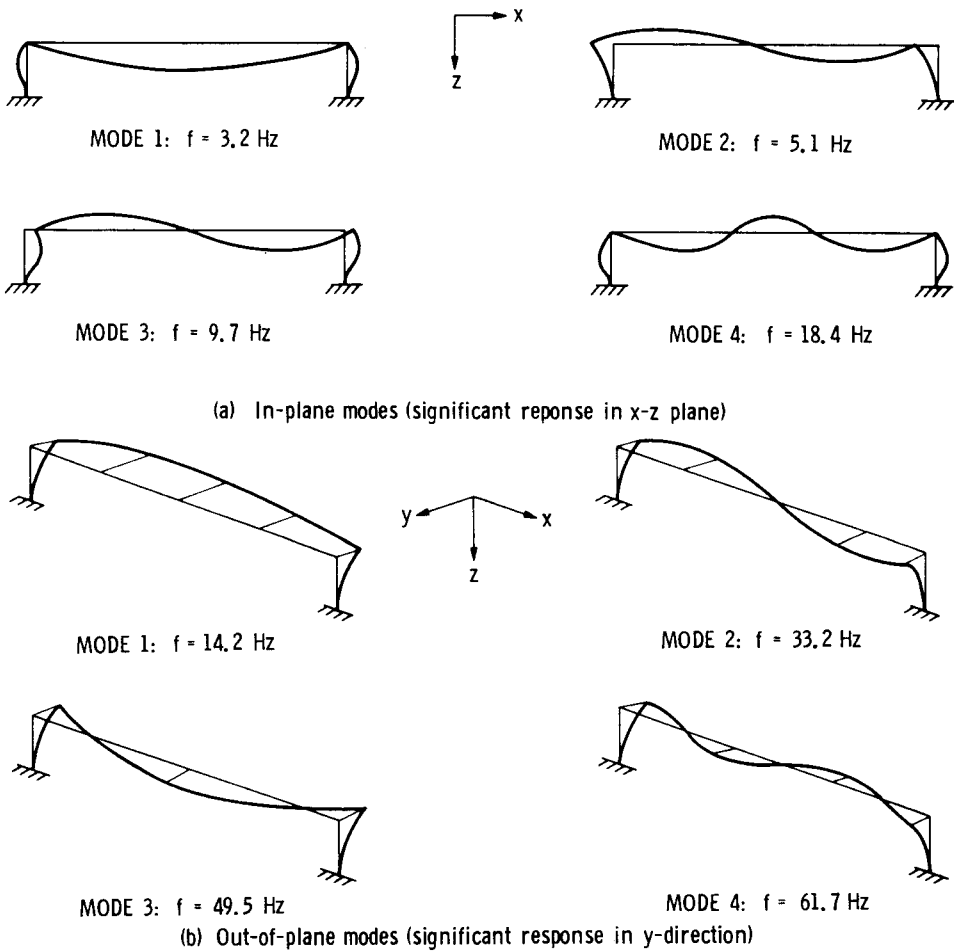 x
z
MODE 1: f = 3.2 Hz
MODE 2: f = 5.1 Hz
MODE 3: f = 9.7 Hz
MODE 4: f = 18.4 Hz
(a) In-plane modes (significant reponse in x-z plane)
y
x
z
MODE 1: f = 14.2 Hz
MODE 2: f = 33.2 Hz
MODE 3: f = 49.5 Hz
MODE 4: f = 61.7 Hz
(b) Out-of-plane modes (significant response in y-direction)